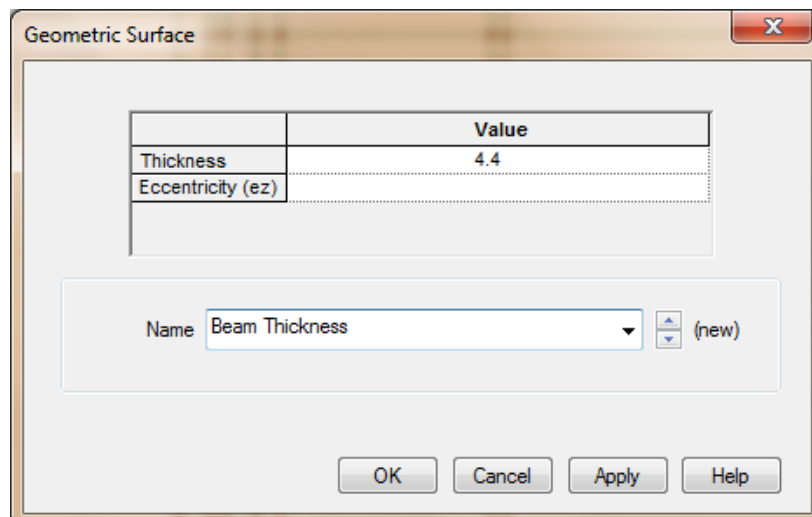 Geometric Surface
Value
Thickness 4.4
Eccentricity (ez)
Name Beam Thickness (new)
OK Cancel Apply Help